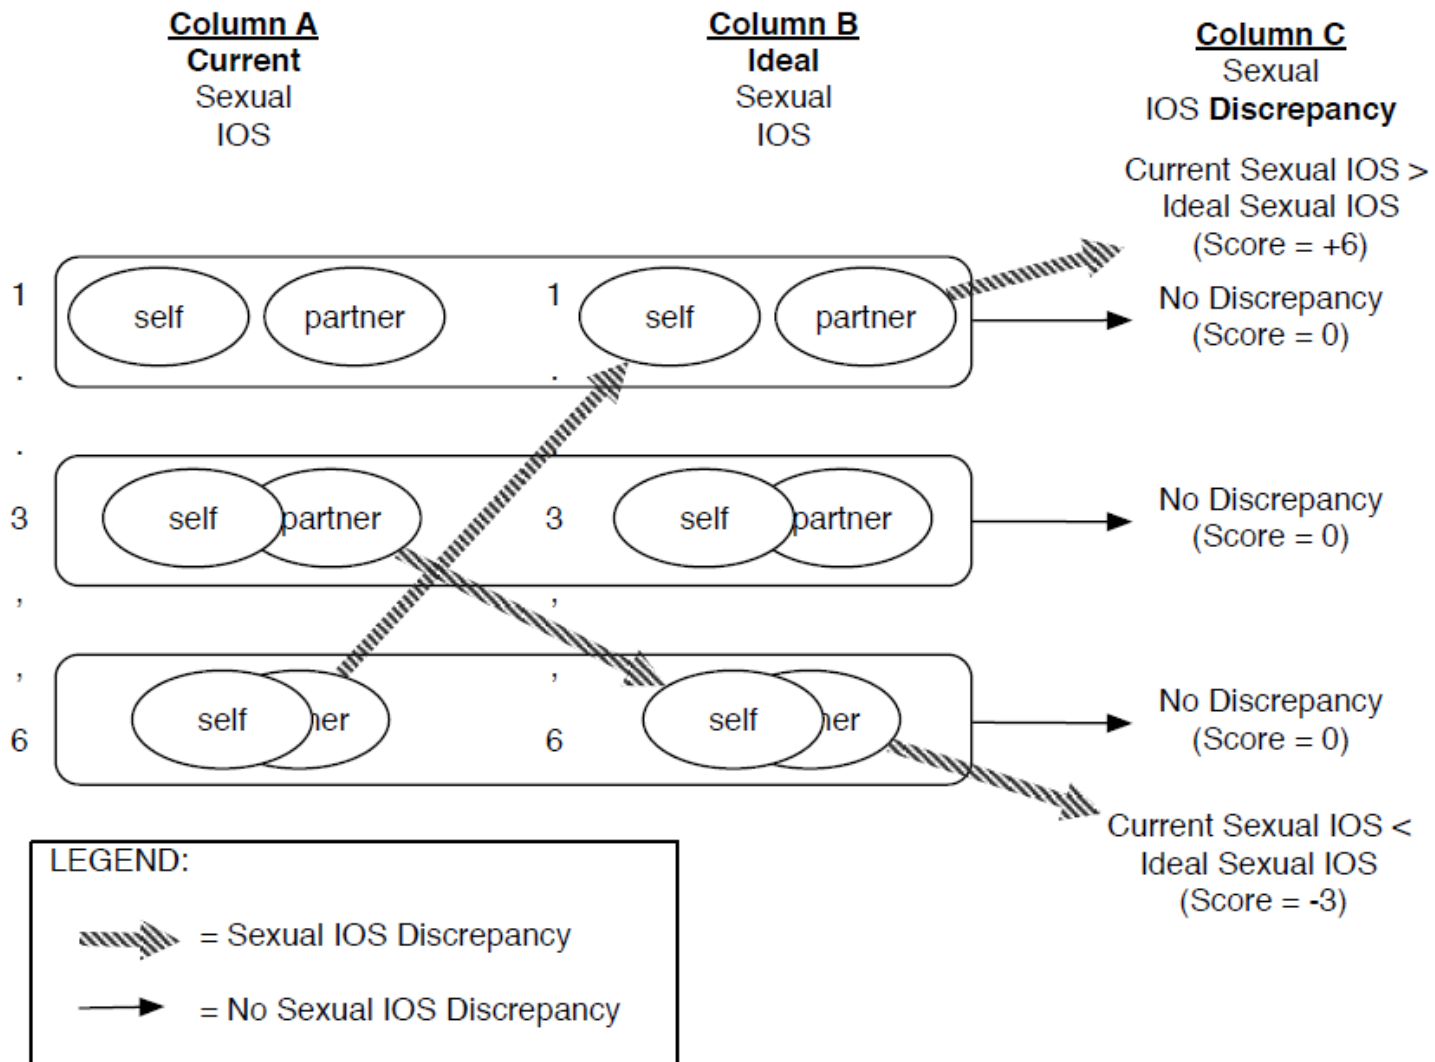 Column A
Current
Sexual
IOS
Column B
Ideal
Sexual
IOS
Column C
Sexual
IOS Discrepancy
Current Sexual IOS >
Ideal Sexual IOS
(Score = +6)
1
self
partner
1
self
partner
No Discrepancy
(Score = 0)
.
.
.
3
self
partner
3
self
partner
No Discrepancy
(Score = 0)
,
,
,
,
6
self
ner
6
self
ner
No Discrepancy
(Score = 0)
Current Sexual IOS <
Ideal Sexual IOS
(Score = -3)
LEGEND:
= Sexual IOS Discrepancy
= No Sexual IOS Discrepancy